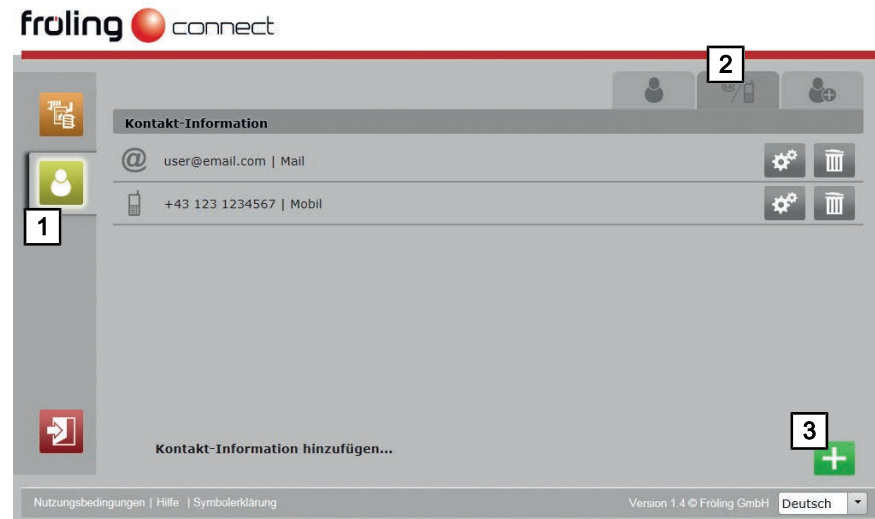 fröling connect
2
@/
Kontakt-Information
@ user@email.com | Mail
+43 123 1234567 | Mobil
1
3
Kontakt-Information hinzufügen...
Nutzungsbedingungen | Hilfe | Symbolerklärung
Version 1.4 © Fröling GmbH Deutsch